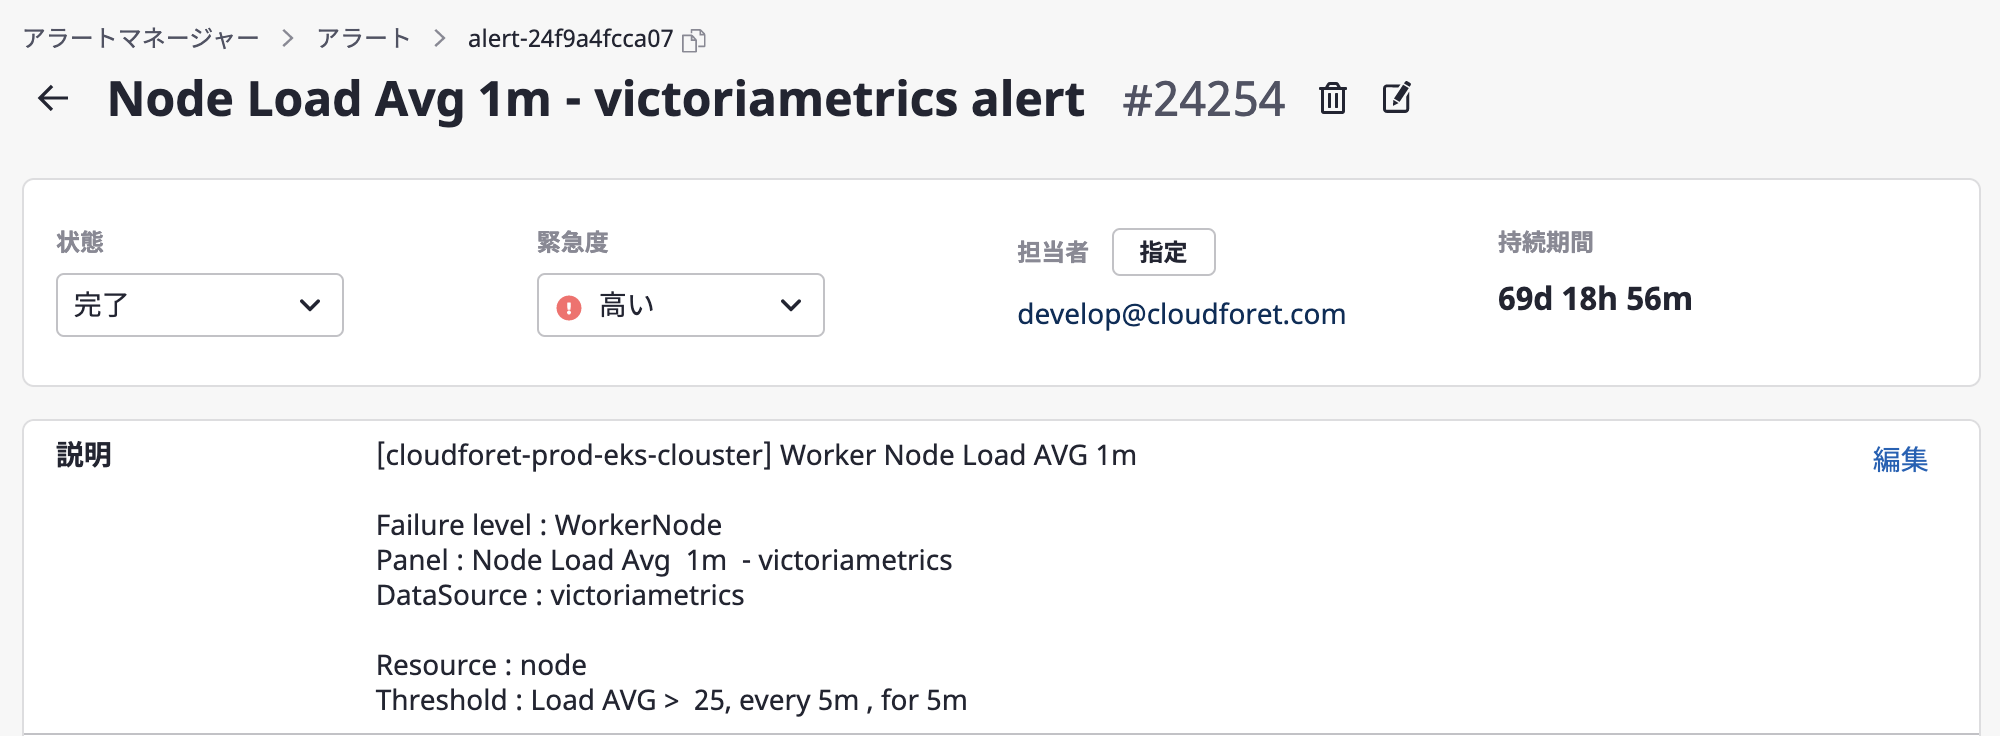 アラートマネージャー > アラート > alert-24f9a4fcca07
Node Load Avg 1m - victoriametrics alert #24254
状態 緊急度 担当者 指定 持続期間
完了 高い develop@cloudforet.com 69d 18h 56m
説明 [cloudforet-prod-eks-clouster] Worker Node Load AVG 1m 編集
Failure level : WorkerNode
Panel : Node Load Avg  1m  - victoriametrics
DataSource : victoriametrics
Resource : node
Threshold : Load AVG >  25, every 5m , for 5m